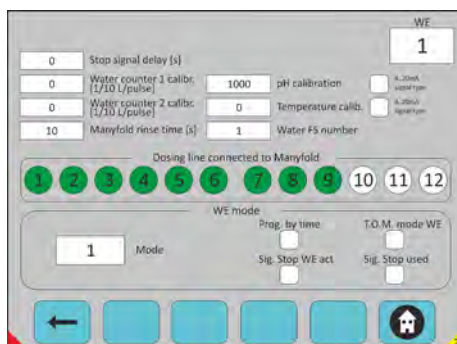 WE
1
0 Stop signal delay [s]
0 Water counter 1 calibr. [1/10 L/pulse]
1000 pH calibration
4..20mA signal type
0 Water counter 2 calibr. [1/10 L/pulse]
0 Temperature calib.
4..20mA signal type
10 Manyfold rinse time [s]
1 Water FS number
Dosing line connected to Manyfold
1 2 3 4 5 6 7 8 9 10 11 12
WE mode
1 Mode
Prog. by time
T.O.M. mode WE
Sig. Stop WE act
Sig. Stop used